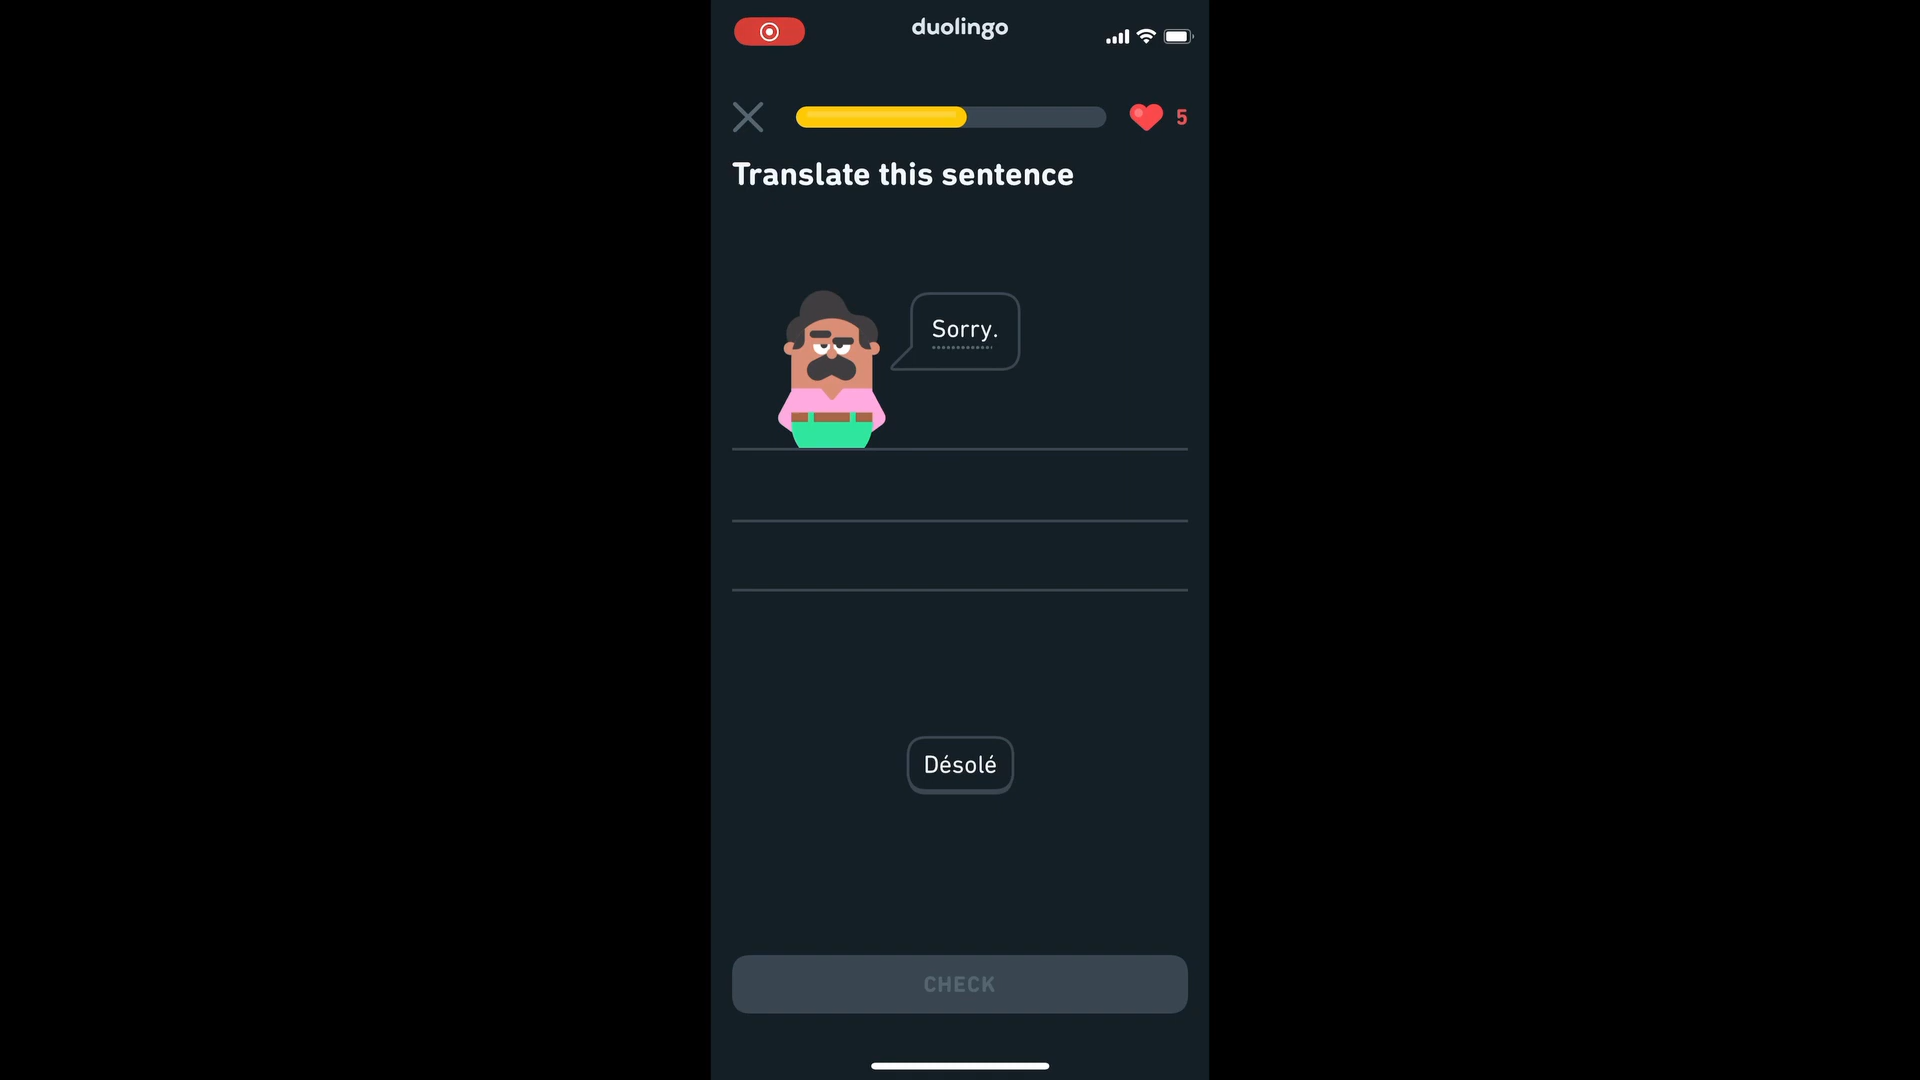 duolingo
5
Translate this sentence
Sorry.
Désolé
CHECK